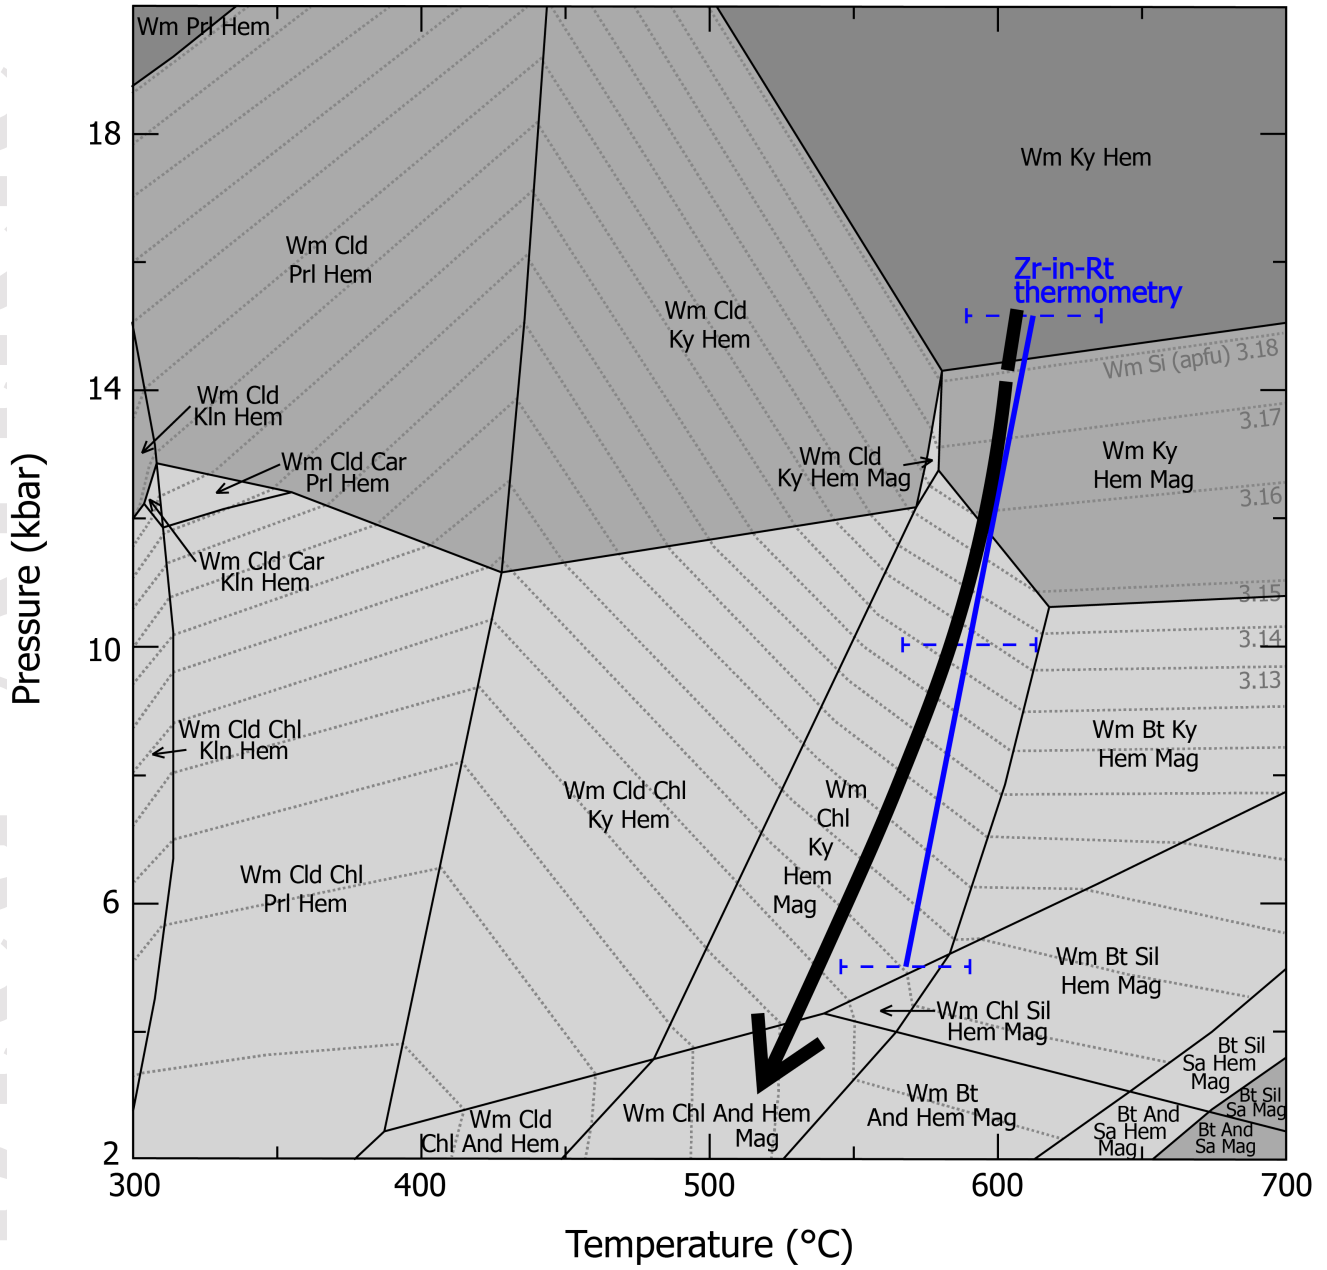 Wm Prl Hem
18
Wm Ky Hem
Wm Cld
Prl Hem
Zr-in-Rt
thermometry
Wm Cld
Ky Hem
Wm Si (apfu) 3.18
14
Wm Cld
Kln Hem
3.17
Wm Cld Car
Prl Hem
Wm Cld
Ky Hem Mag
Wm Ky
Hem Mag
3.16
Pressure (kbar)
Wm Cld Car
Kln Hem
3.15
10
3.14
3.13
Wm Cld Chl
Kln Hem
Wm Bt Ky
Hem Mag
Wm Cld Chl
Ky Hem
Wm
Chl
Ky
Hem
Mag
Wm Cld Chl
Prl Hem
6
Wm Bt Sil
Hem Mag
Wm Chl Sil
Hem Mag
Bt Sil
Sa Hem
Mag
Wm Cld
Chl And Hem
Wm Chl And Hem
Mag
Wm Bt
And Hem Mag
Bt And
Sa Hem
Mag
Bt Sil
Sa Mag
Bt And
Sa Mag
2
300
400
500
600
700
Temperature (°C)